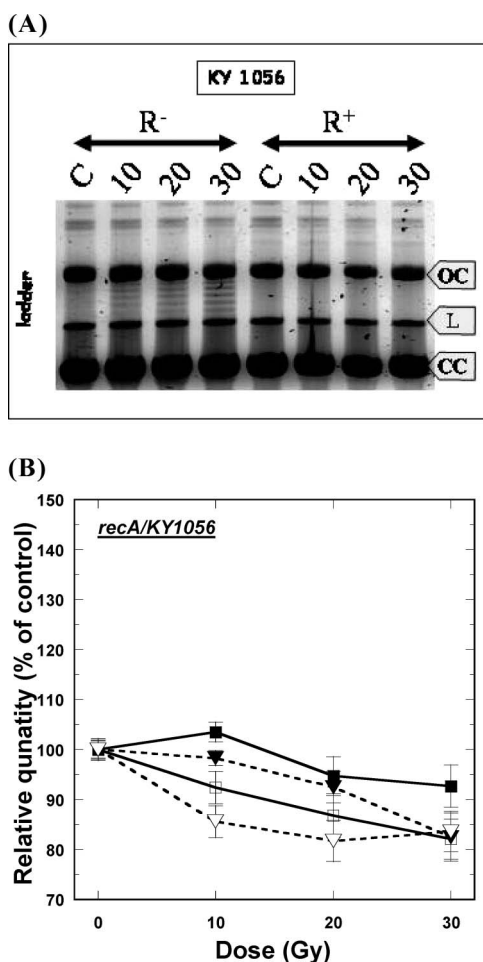 (A)
KY 1056
R- R+
C 10 20 30 C 10 20 30
ladder
OC
L
CC
(B)
recA/KY1056
Relative qunatity (% of control)
150
140
130
120
110
100
90
80
70
0 10 20 30
Dose (Gy)